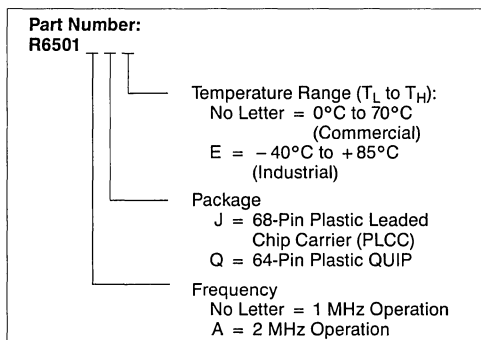 Part Number:
R6501 _ _ _
Temperature Range (TL to TH):
No Letter = 0°C to 70°C
(Commercial)
E = – 40°C to + 85°C
(Industrial)
Package
J = 68-Pin Plastic Leaded
Chip Carrier (PLCC)
Q = 64-Pin Plastic QUIP
Frequency
No Letter = 1 MHz Operation
A = 2 MHz Operation